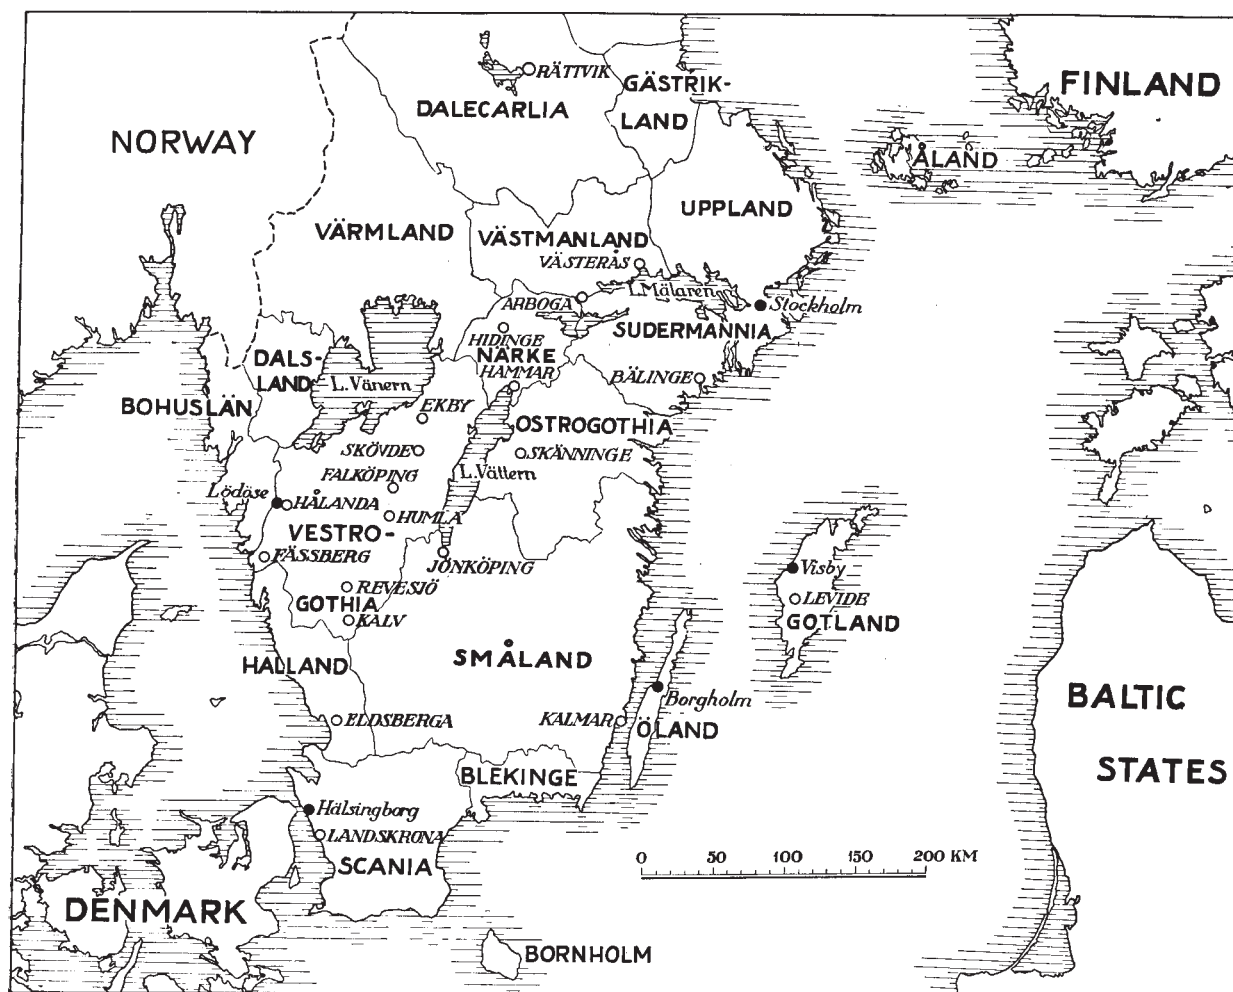 RÄTTVIK
GÄSTRIK-
LAND
FINLAND
DALECARLIA
NORWAY
ÅLAND
UPPLAND
VÄRMLAND
VÄSTMANLAND
VÄSTERÅS
L.Mälaren
ARBOGA
Stockholm
SUDERMANNIA
HIDINGE
NÄRKE
HAMMAR
DALS-
LAND
L.Vänern
BÄLINGE
BOHUSLÄN
EKBY
OSTROGOTHIA
SKÖVDE
SKÄNNINGE
FALKÖPING
L.Vättern
Lödöse
HÅLANDA
HUMLA
VESTRO-
GOTHIA
FÄSSBERG
JÖNKÖPING
Visby
REVESJÖ
LEVIDE
KALV
GOTLAND
SMÅLAND
HALLAND
Borgholm
BALTIC
STATES
ELDSBERGA
KALMAR
ÖLAND
BLEKINGE
Hälsingborg
LANDSKRONA
SCANIA
0 50 100 150 200 KM
DENMARK
BORNHOLM